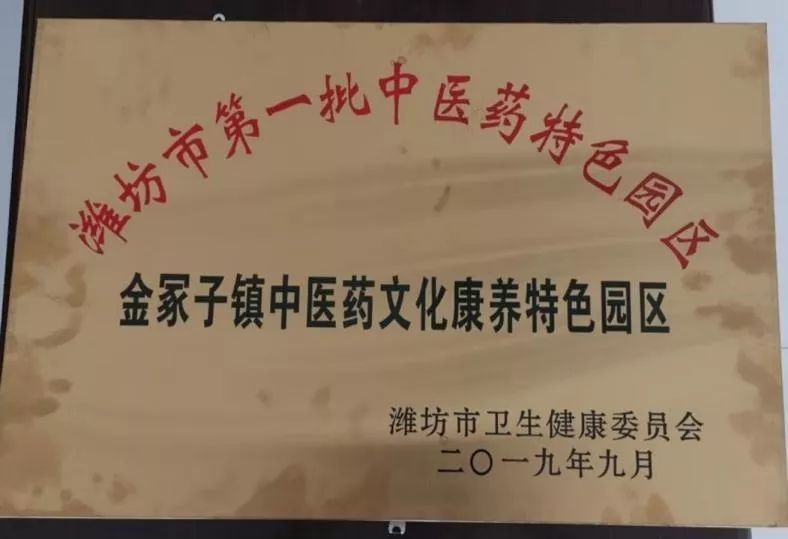 潍坊市第一批中医药特色园区
金冢子镇中医药文化康养特色园区
潍坊市卫生健康委员会
二〇一九年九月